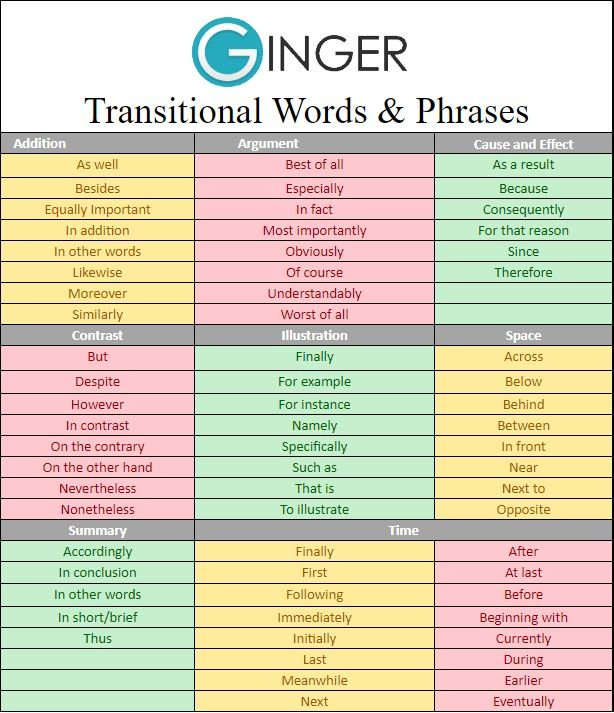 GINGER
Transitional Words & Phrases
Addition Argument Cause and Effect
As well Best of all As a result
Besides Especially Because
Equally Important In fact Consequently
In addition Most importantly For that reason
In other words Obviously Since
Likewise Of course Therefore
Moreover Understandably
Similarly Worst of all
Contrast Illustration Space
But Finally Across
Despite For example Below
However For instance Behind
In contrast Namely Between
On the contrary Specifically In front
On the other hand Such as Near
Nevertheless That is Next to
Nonetheless To illustrate Opposite
Summary Time
Accordingly Finally After
In conclusion First At last
In other words Following Before
In short/brief Immediately Beginning with
Thus Initially Currently
Last During
Meanwhile Earlier
Next Eventually